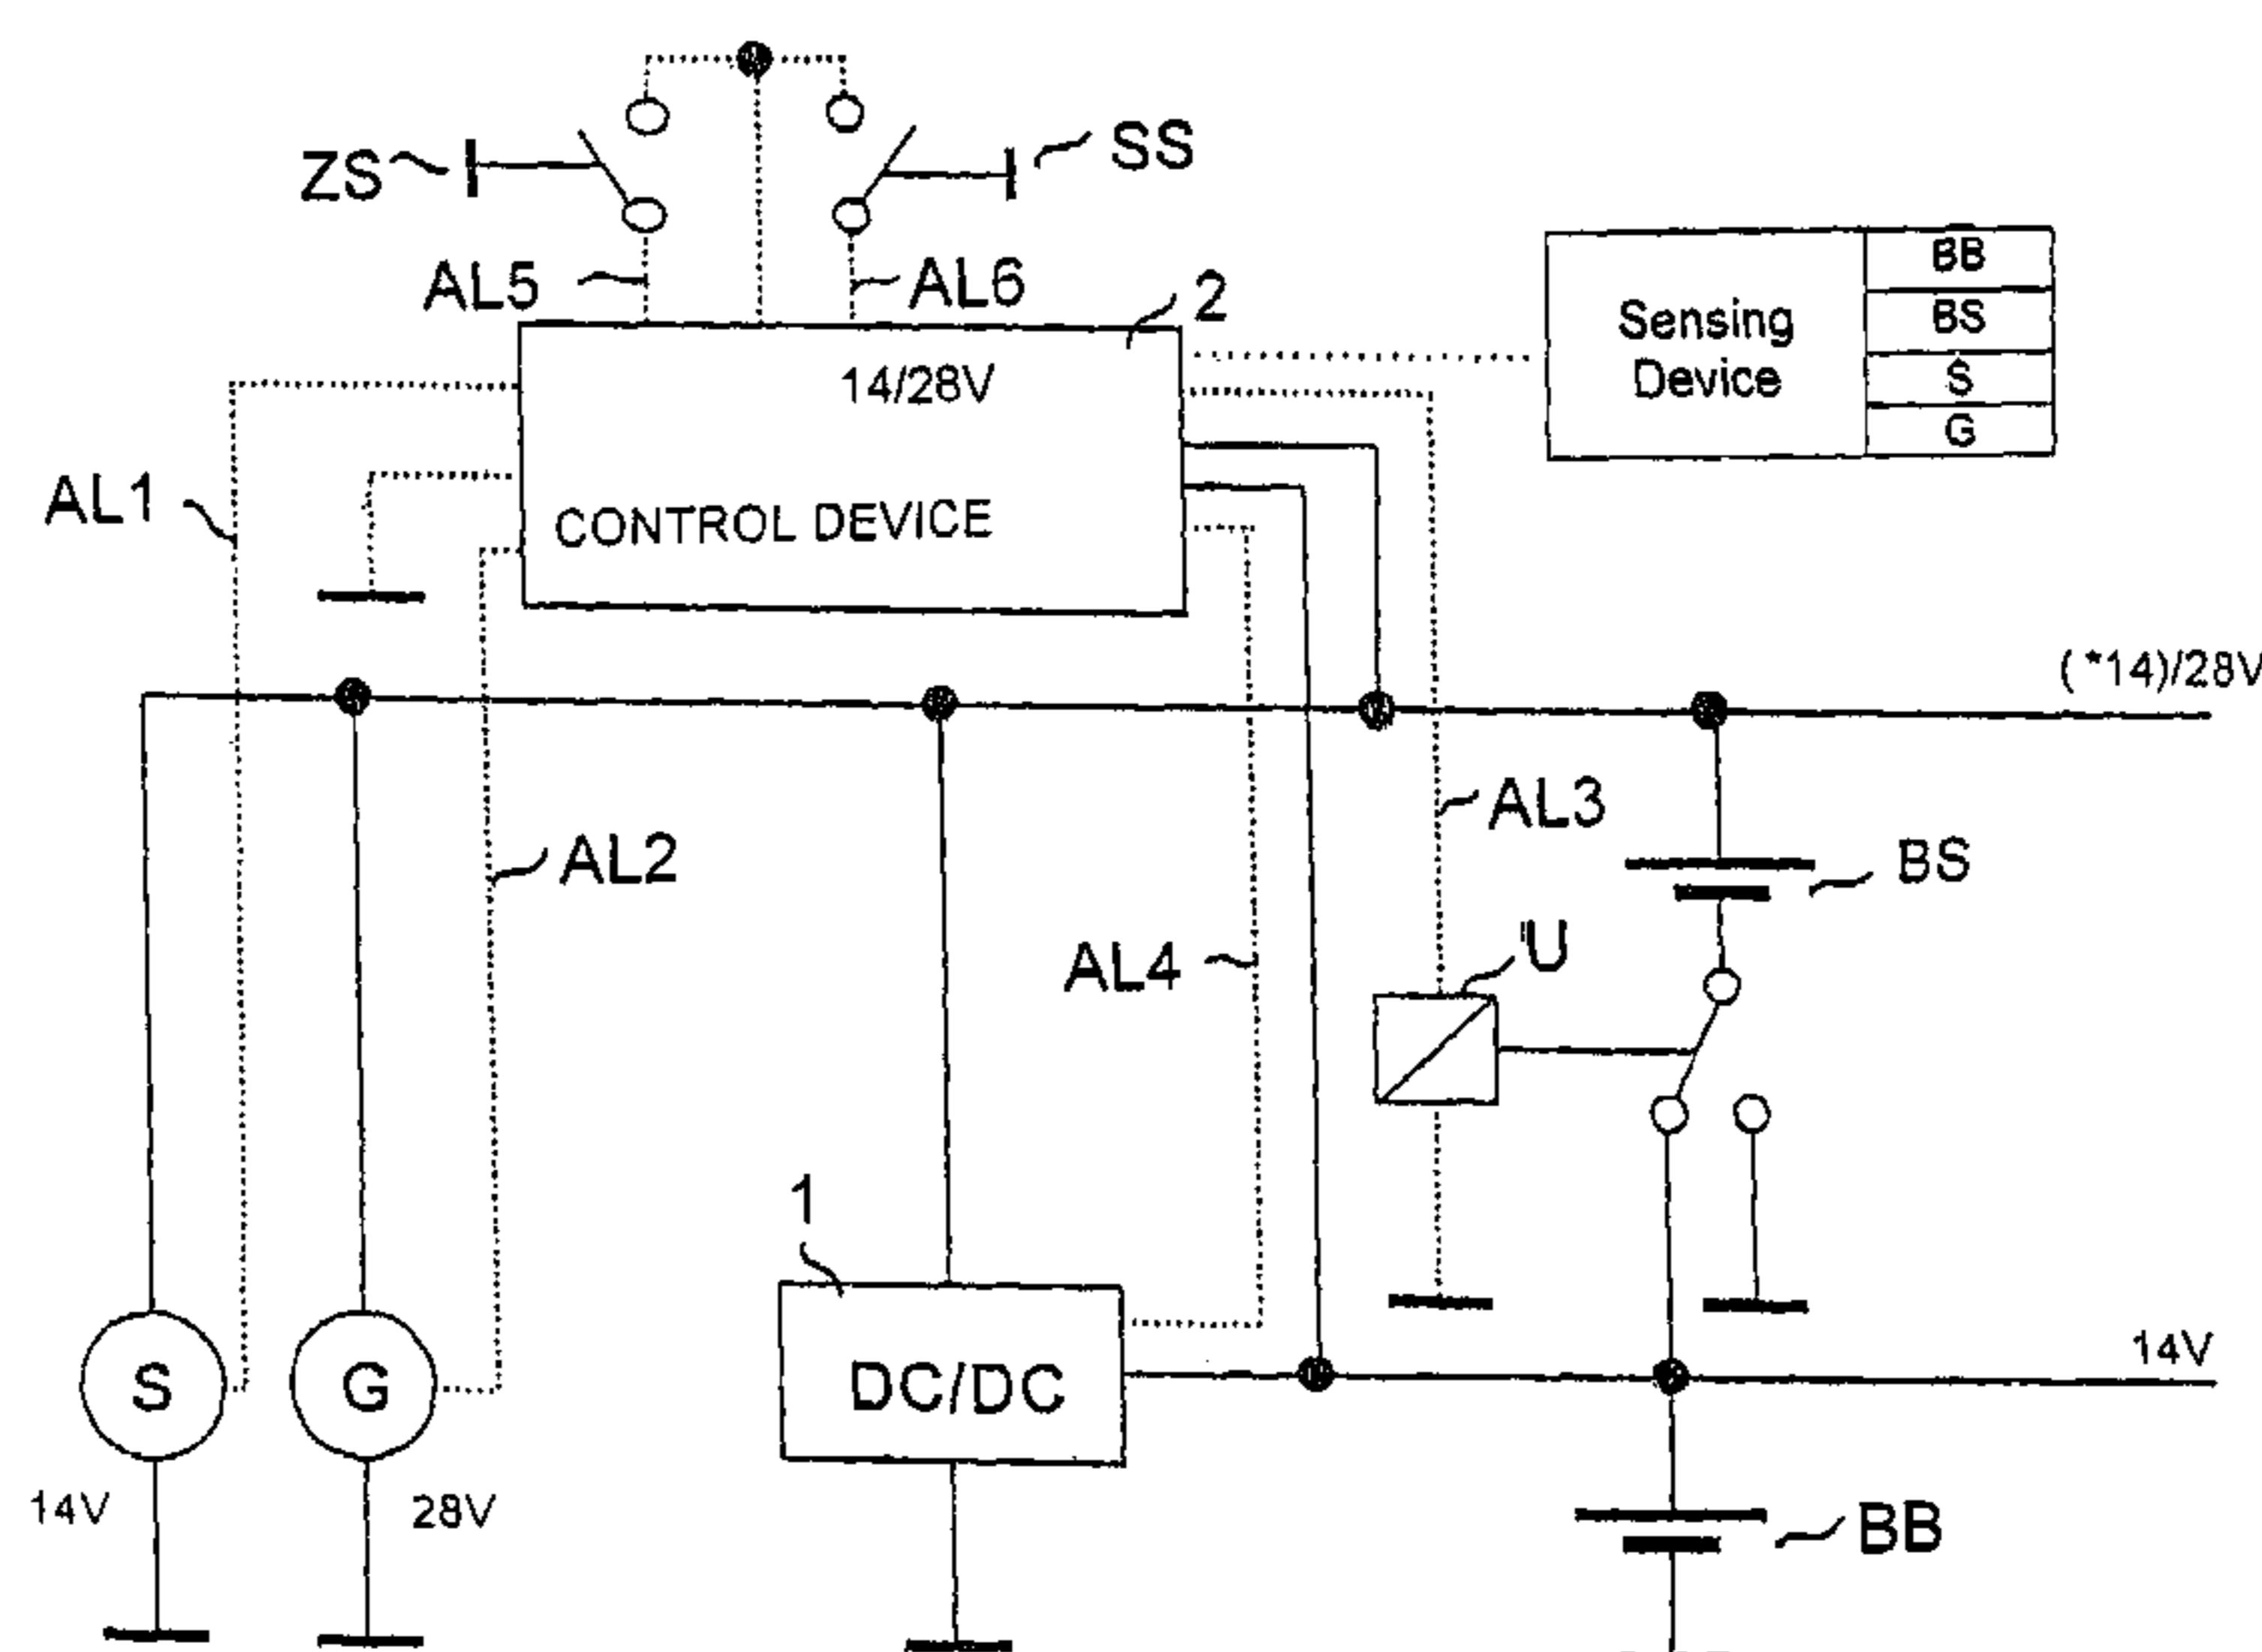 ZS
SS
AL5
AL6
2
14/28V
CONTROL DEVICE
Sensing
Device
BB
BS
S
G
AL1
(*14)/28V
AL2
AL3
BS
AL4
U
1
S
G
DC/DC
14V
14V
28V
BB